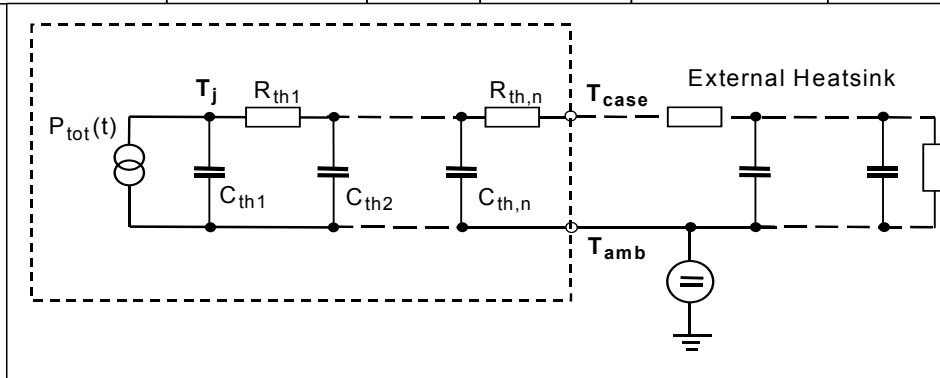 External Heatsink
T_j R_th1 R_th,n T_case
P_tot(t)
C_th1 C_th2 C_th,n
T_amb